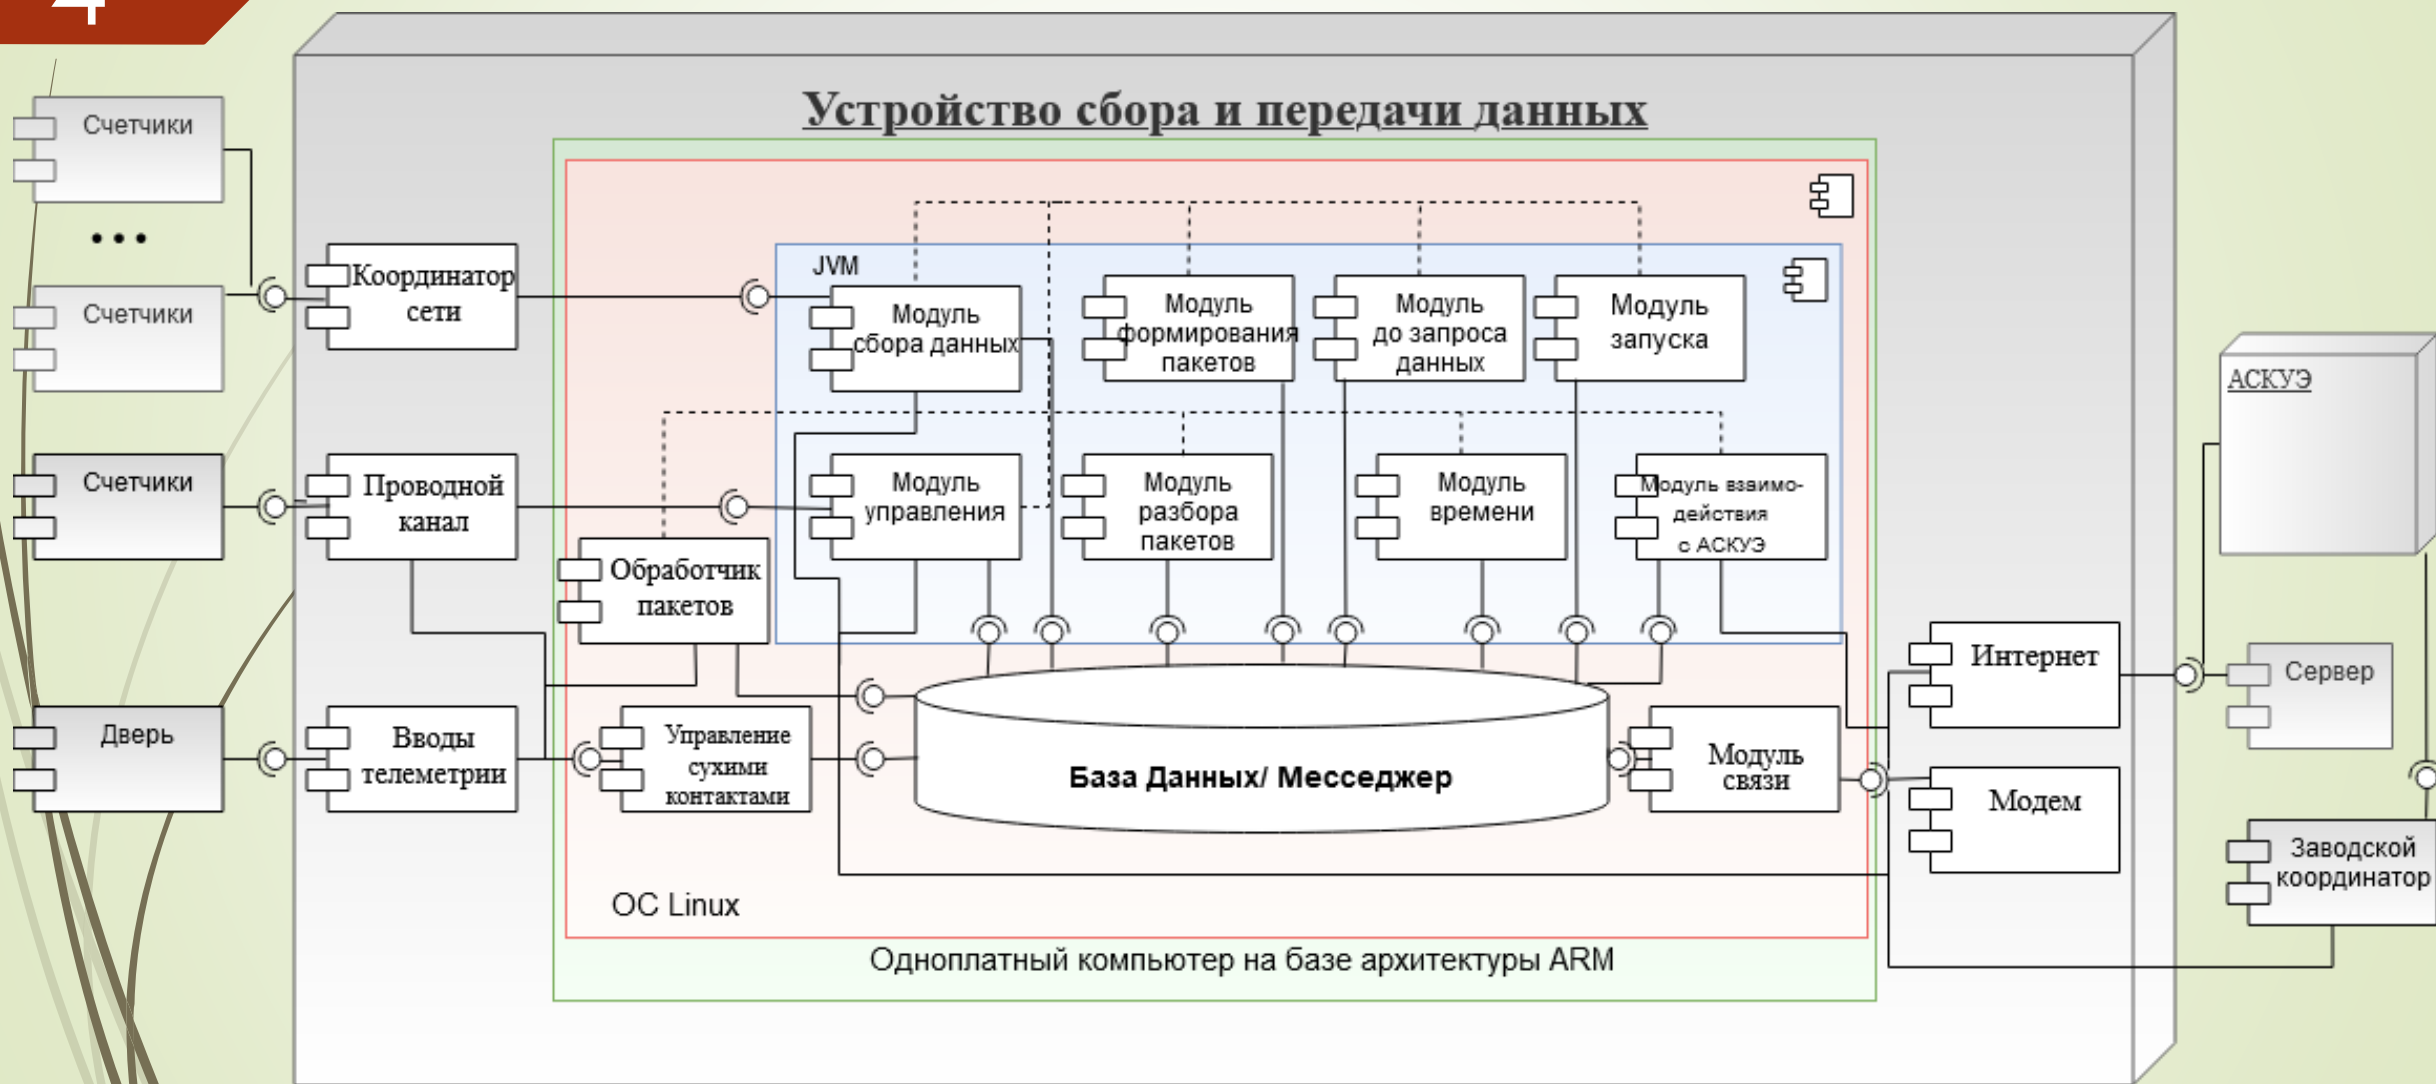 4
Устройство сбора и передачи данных
Счетчики
Счетчики
Счетчики
Дверь
Координатор
сети
Проводной
канал
Вводы
телеметрии
JVM
Модуль
сбора данных
Модуль
формирования
пакетов
Модуль
до запроса
данных
Модуль
запуска
Модуль
управления
Модуль
разбора
пакетов
Модуль
времени
Модуль взаимо-
действия
с АСКУЭ
Обработчик
пакетов
Управление
сухими
контактами
База Данных/ Месседжер
Модуль
связи
ОС Linux
Одноплатный компьютер на базе архитектуры ARM
Интернет
Модем
АСКУЭ
Сервер
Заводской
координатор